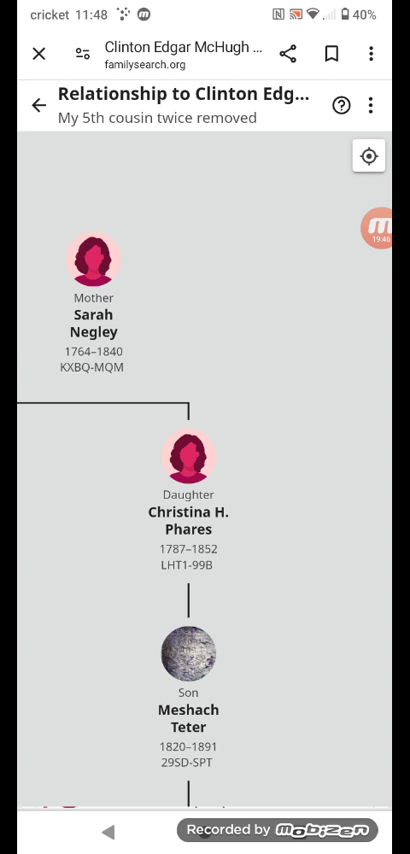 cricket 11:48
40%
Clinton Edgar McHugh ...
familysearch.org
Relationship to Clinton Edg...
My 5th cousin twice removed
19:46
Mother
Sarah
Negley
1764–1840
KXBQ-MQM
Daughter
Christina H.
Phares
1787–1852
LHT1-99B
Son
Meshach
Teter
1820–1891
29SD-SPT
Recorded by MOBIZEN